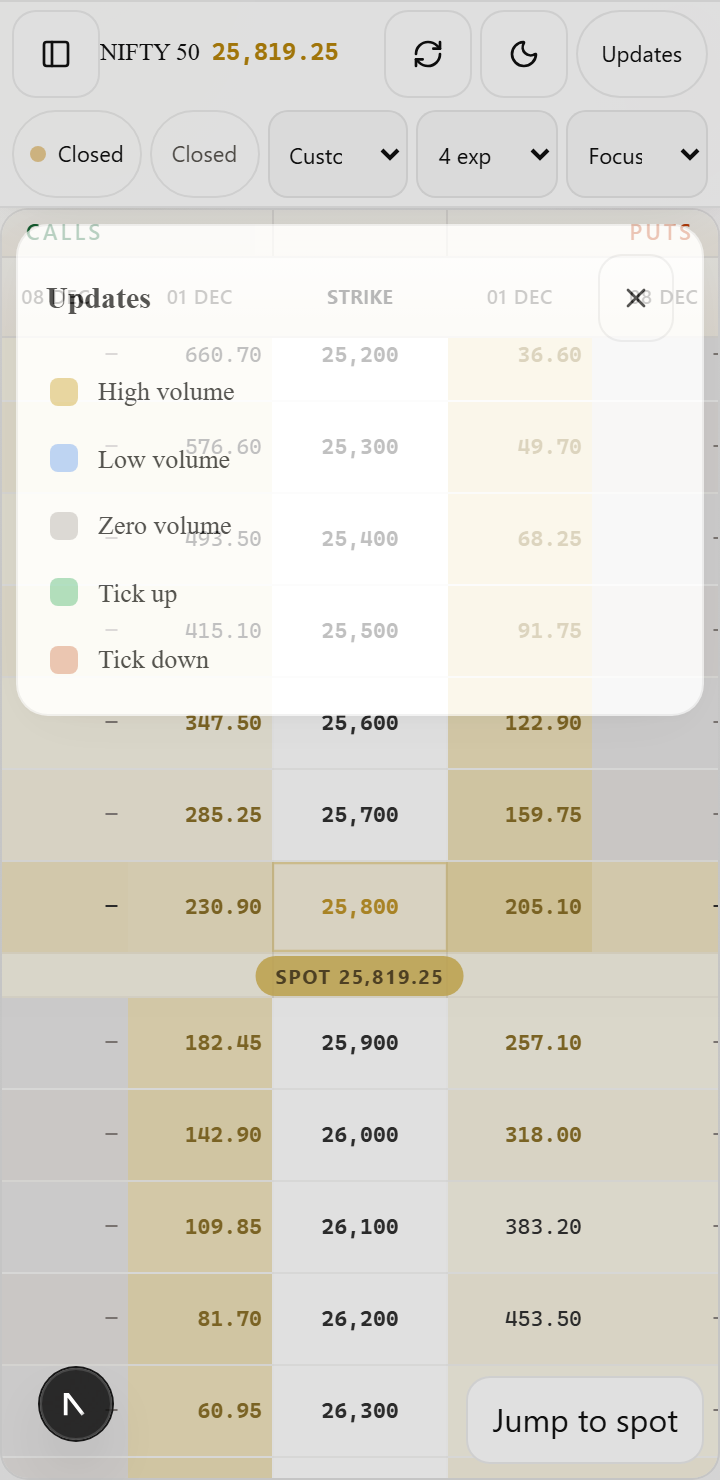 NIFTY 50 25,819.25 Updates
Closed Closed Custc 4 exp Focus
CALLS PUTS
08 DEC 01 DEC STRIKE 01 DEC 08 DEC
Updates
– 660.70 25,200 36.60
High volume
– 576.60 25,300 49.70
Low volume
Zero volume
– 493.50 25,400 68.25
Tick up
– 415.10 25,500 91.75
Tick down
– 347.50 25,600 122.90 -
– 285.25 25,700 159.75 -
– 230.90 25,800 205.10 -
SPOT 25,819.25
– 182.45 25,900 257.10 -
– 142.90 26,000 318.00 -
– 109.85 26,100 383.20 -
– 81.70 26,200 453.50 -
– 60.95 26,300
Jump to spot